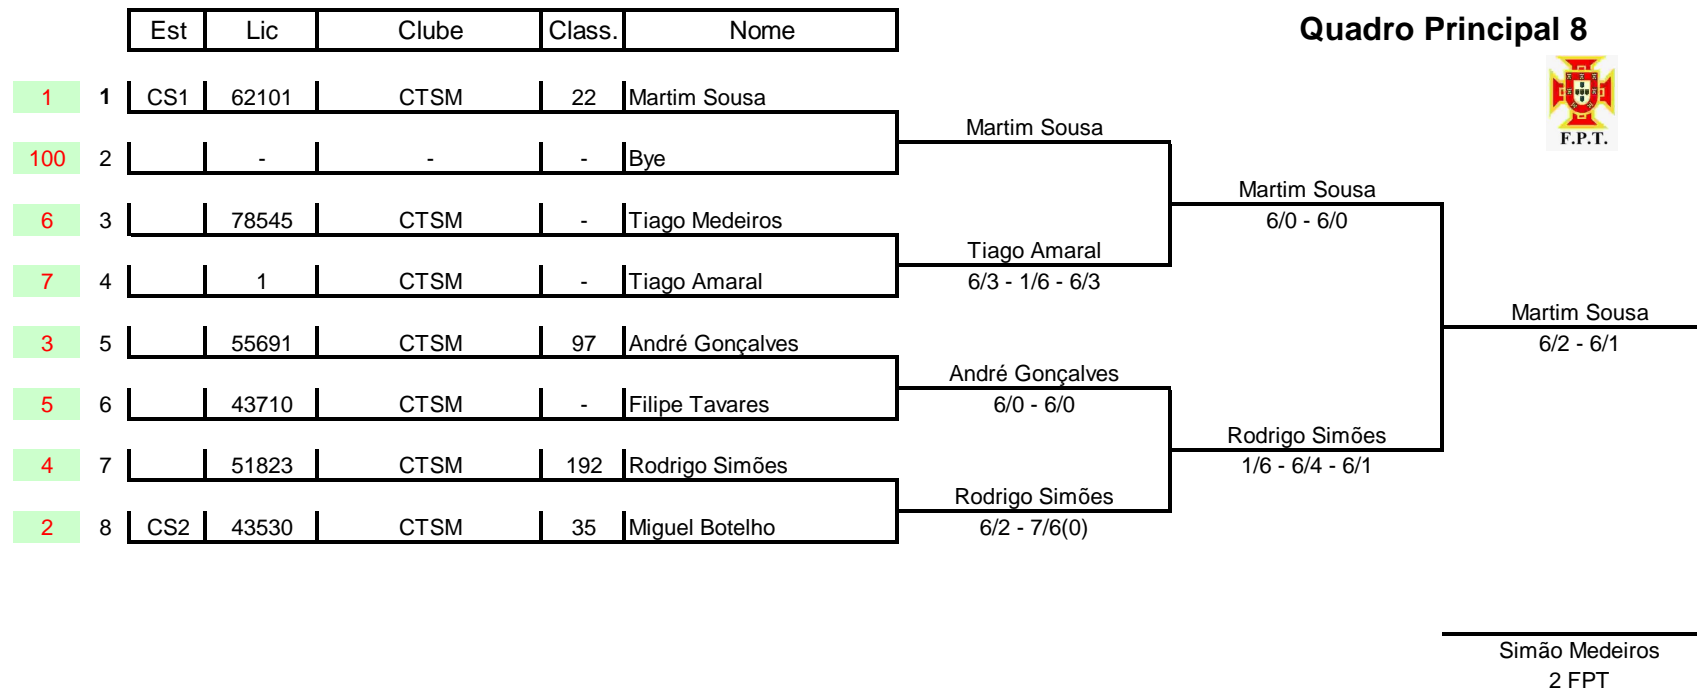 Est Lic Clube Class. Nome
Quadro Principal 8
F.P.T.
1 1 CS1 62101 CTSM 22 Martim Sousa
Martim Sousa
100 2 - - - Bye
Martim Sousa
6/0 - 6/0
6 3 78545 CTSM - Tiago Medeiros
Tiago Amaral
6/3 - 1/6 - 6/3
7 4 1 CTSM - Tiago Amaral
Martim Sousa
6/2 - 6/1
3 5 55691 CTSM 97 André Gonçalves
André Gonçalves
6/0 - 6/0
5 6 43710 CTSM - Filipe Tavares
Rodrigo Simões
1/6 - 6/4 - 6/1
4 7 51823 CTSM 192 Rodrigo Simões
Rodrigo Simões
6/2 - 7/6(0)
2 8 CS2 43530 CTSM 35 Miguel Botelho
Simão Medeiros
2 FPT